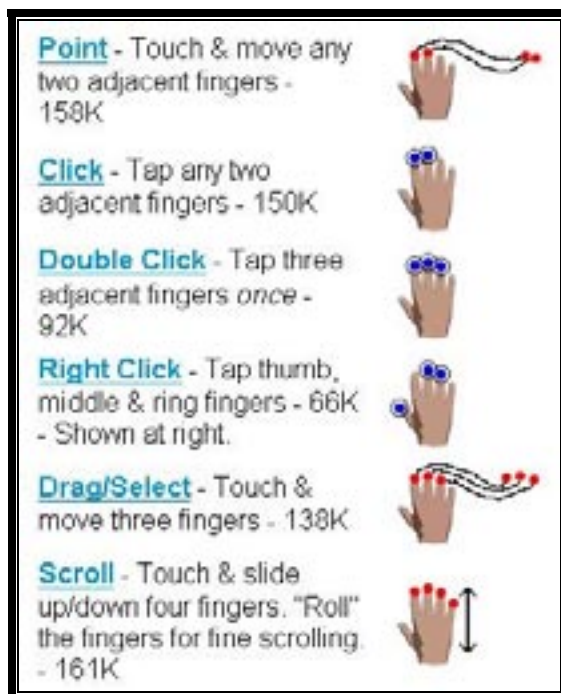 Point - Touch & move any
two adjacent fingers -
158K
Click - Tap any two
adjacent fingers - 150K
Double Click - Tap three
adjacent fingers once -
92K
Right Click - Tap thumb,
middle & ring fingers - 66K
- Shown at right.
Drag/Select - Touch &
move three fingers - 138K
Scroll - Touch & slide
up/down four fingers. "Roll"
the fingers for fine scrolling.
- 161K